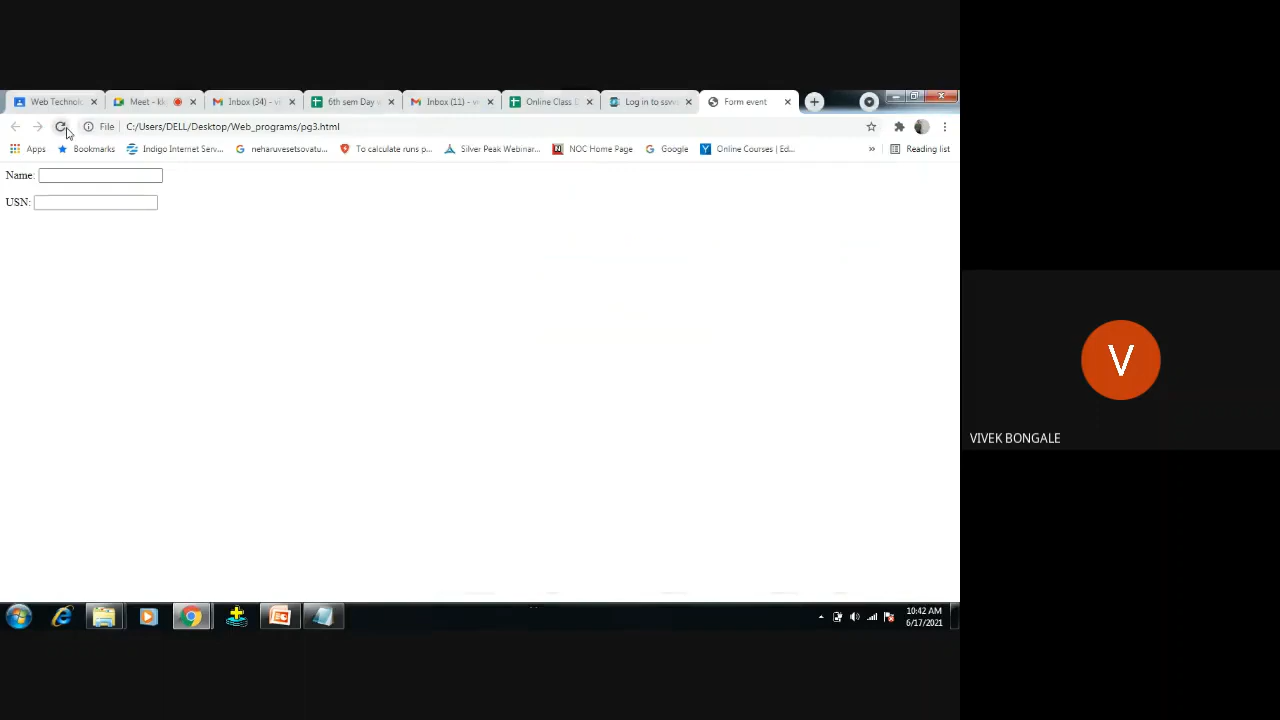 Web Technolo
Meet - kk
Inbox (34) - vi
6th sem Day
Inbox (11) - v
Online Class D
Log in to ssvv
Form event
File
C:/Users/DELL/Desktop/Web_programs/pg3.html
Apps
Bookmarks
Indigo Internet Serv...
neharuvesetsovatu...
To calculate runs p...
Silver Peak Webinar...
N NOC Home Page
Google
Y Online Courses | Ed...
»
Reading list
Name:
USN:
V
VIVEK BONGALE
10:42 AM
6/17/2021